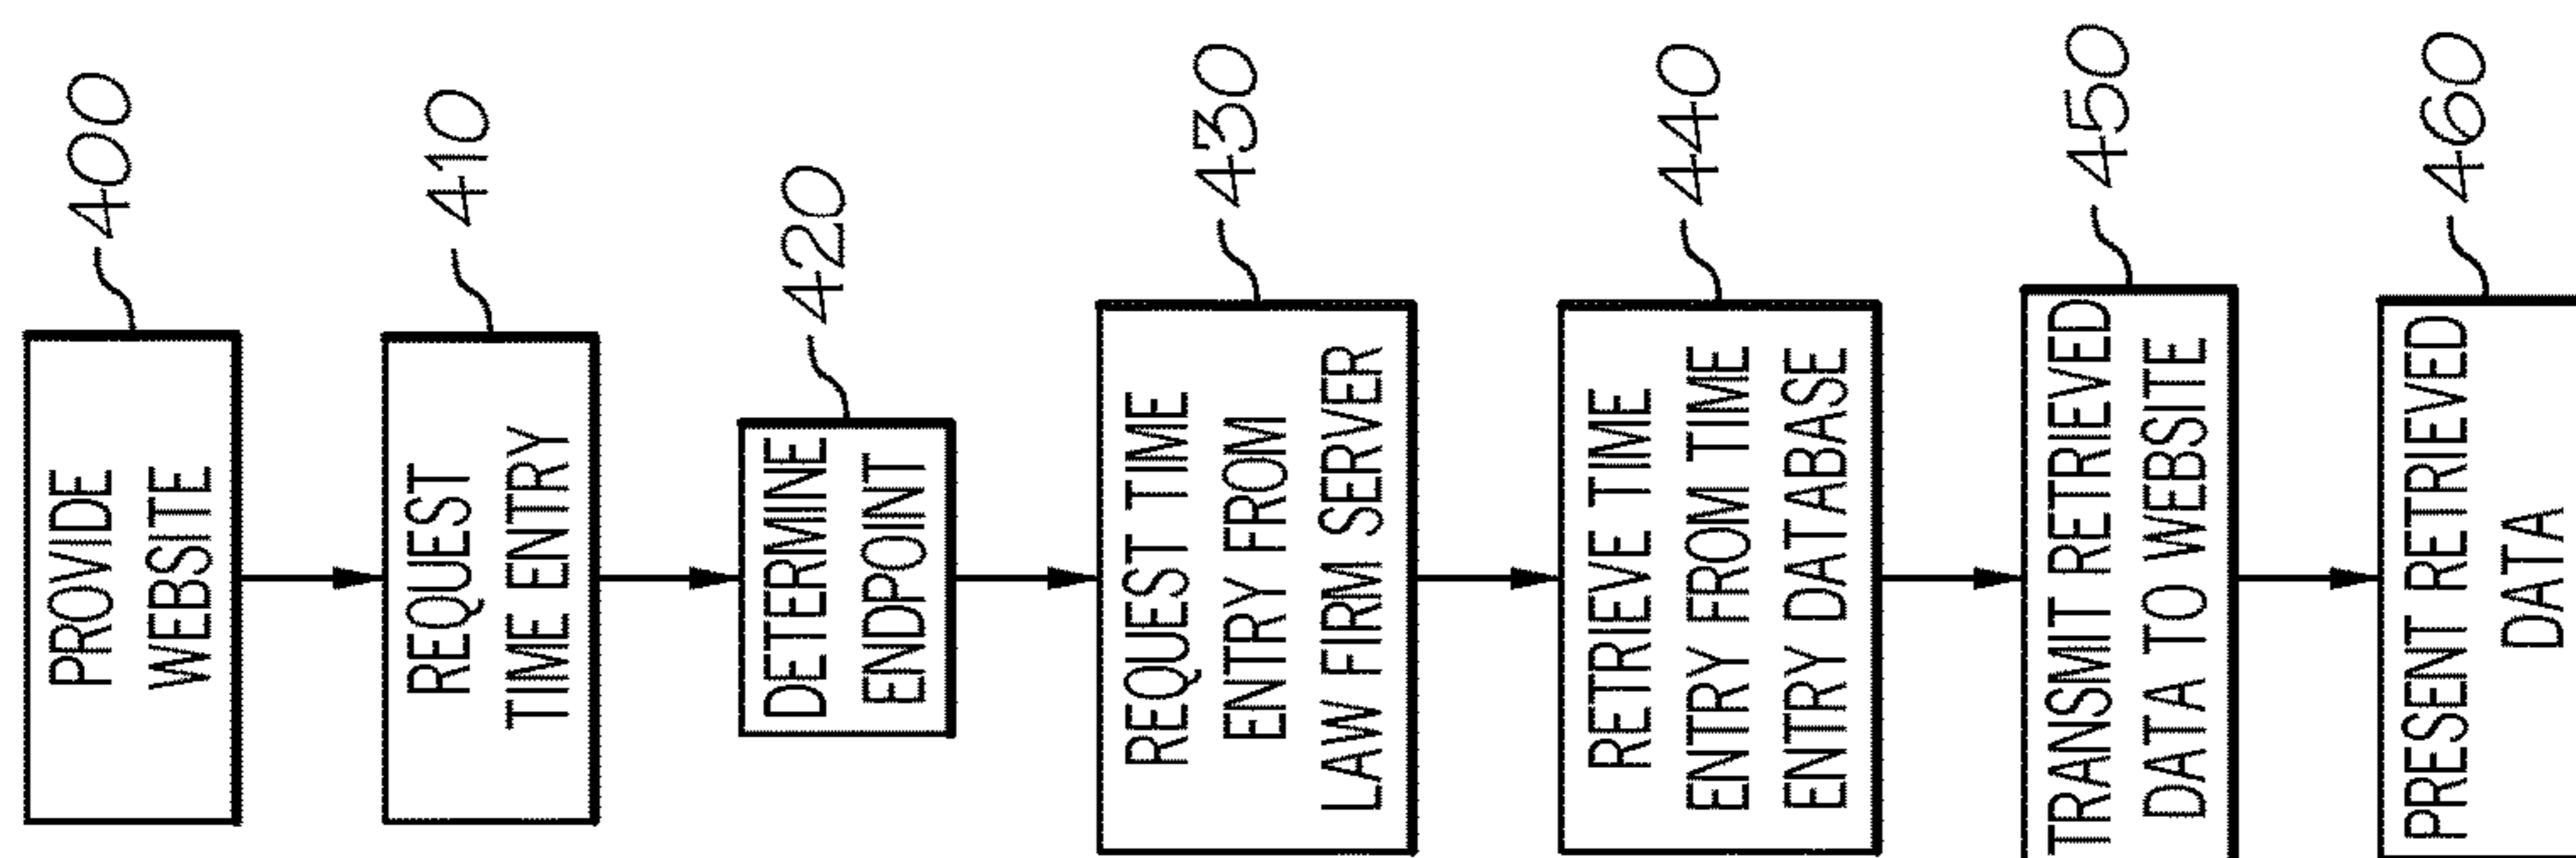 PROVIDE
WEBSITE
400
REQUEST
TIME ENTRY
410
DETERMINE
ENDPOINT
420
REQUEST TIME
ENTRY FROM
LAW FIRM SERVER
430
RETRIEVE TIME
ENTRY FROM TIME
ENTRY DATABASE
440
TRANSMIT RETRIEVED
DATA TO WEBSITE
450
PRESENT RETRIEVED
DATA
460